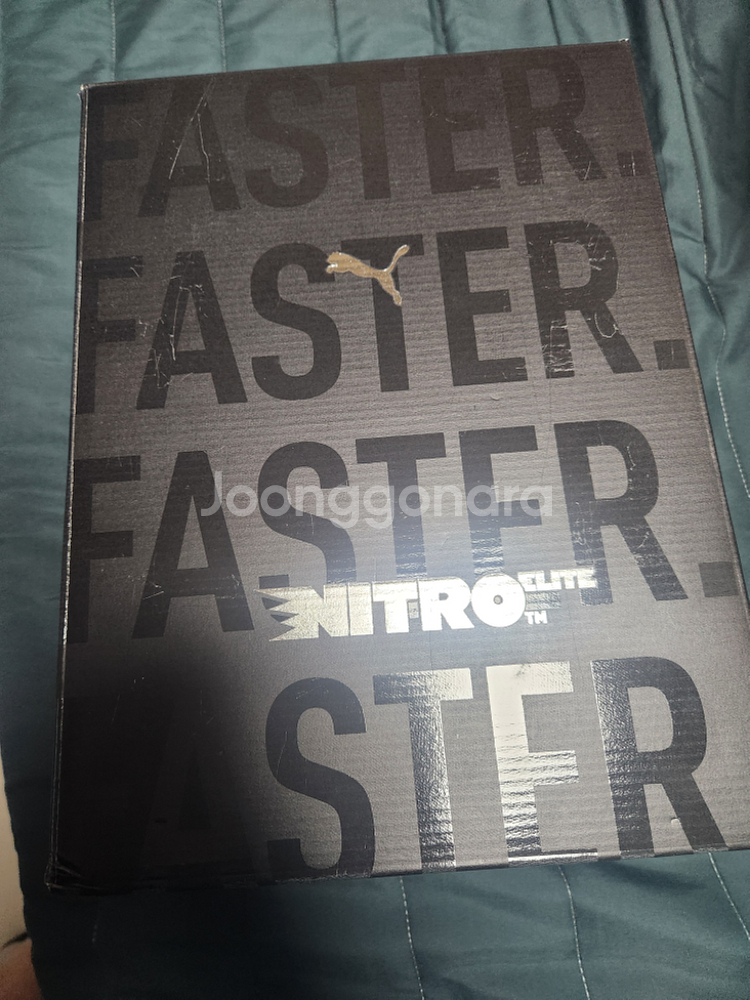 FASTER.
FASTER.
FASTER.
Joonggonara
NITRO ELITE
TM
FASTER